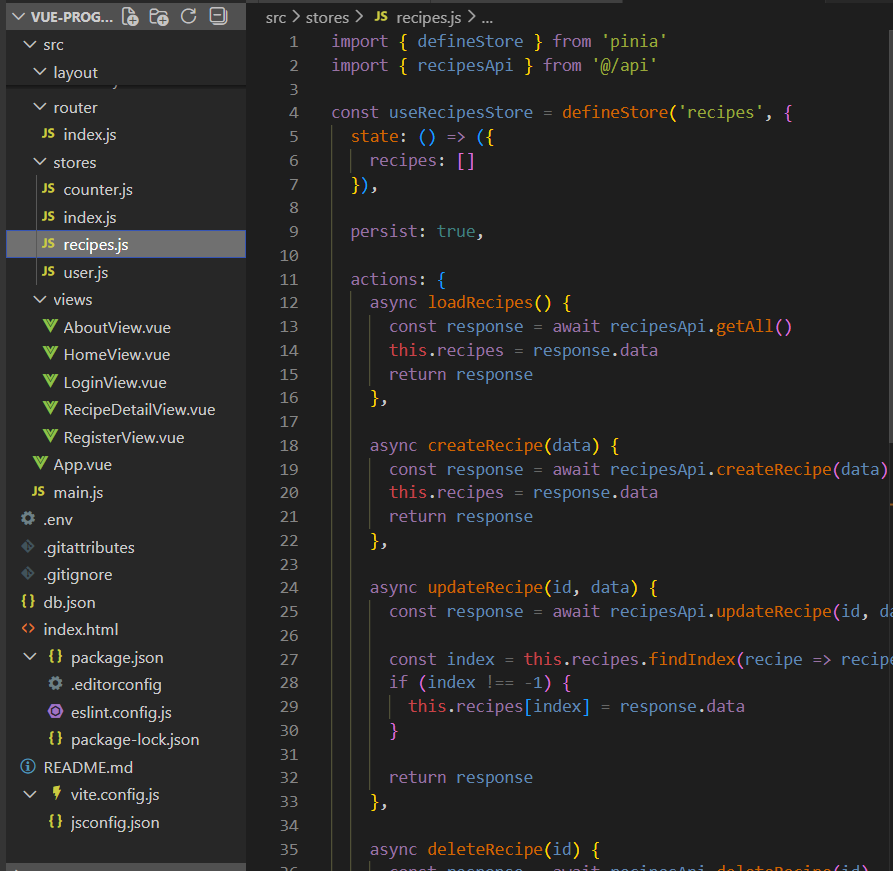 VUE-PROG...
src
layout
router
index.js
stores
counter.js
index.js
recipes.js
user.js
views
AboutView.vue
HomeView.vue
LoginView.vue
RecipeDetailView.vue
RegisterView.vue
App.vue
main.js
.env
.gitattributes
.gitignore
db.json
index.html
package.json
.editorconfig
eslint.config.js
package-lock.json
README.md
vite.config.js
jsconfig.json
src > stores > JS recipes.js > ...
1 import { defineStore } from 'pinia'
2 import { recipesApi } from '@/api'
3
4 const useRecipesStore = defineStore('recipes', {
5 state: () => ({
6 recipes: []
7 }),
8
9 persist: true,
10
11 actions: {
12 async loadRecipes() {
13 const response = await recipesApi.getAll()
14 this.recipes = response.data
15 return response
16 },
17
18 async createRecipe(data) {
19 const response = await recipesApi.createRecipe(data)
20 this.recipes = response.data
21 return response
22 },
23
24 async updateRecipe(id, data) {
25 const response = await recipesApi.updateRecipe(id, da
26
27 const index = this.recipes.findIndex(recipe => recipe
28 if (index !== -1) {
29 this.recipes[index] = response.data
30 }
31
32 return response
33 },
34
35 async deleteRecipe(id) {
36 const response = await recipesApi.deleteRecipe(id)